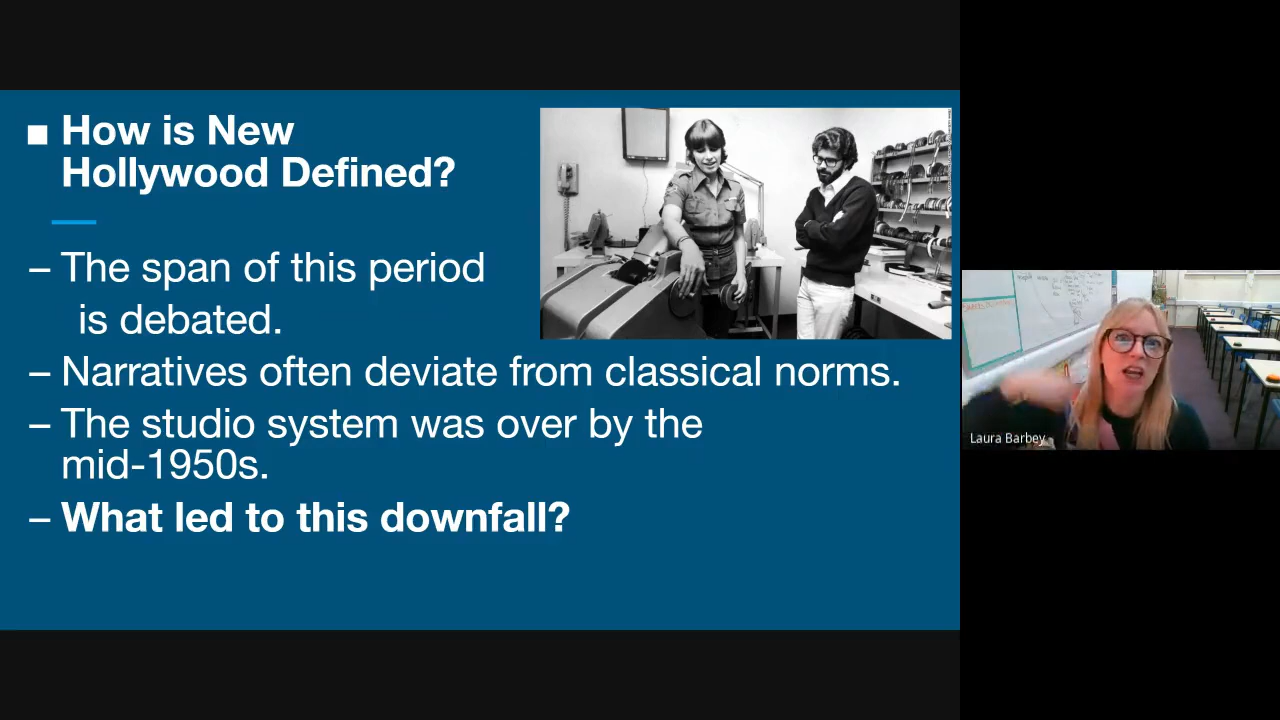 ■ How is New
Hollywood Defined?
– The span of this period
is debated.
– Narratives often deviate from classical norms.
– The studio system was over by the
mid-1950s.
– What led to this downfall?
Laura Barbey